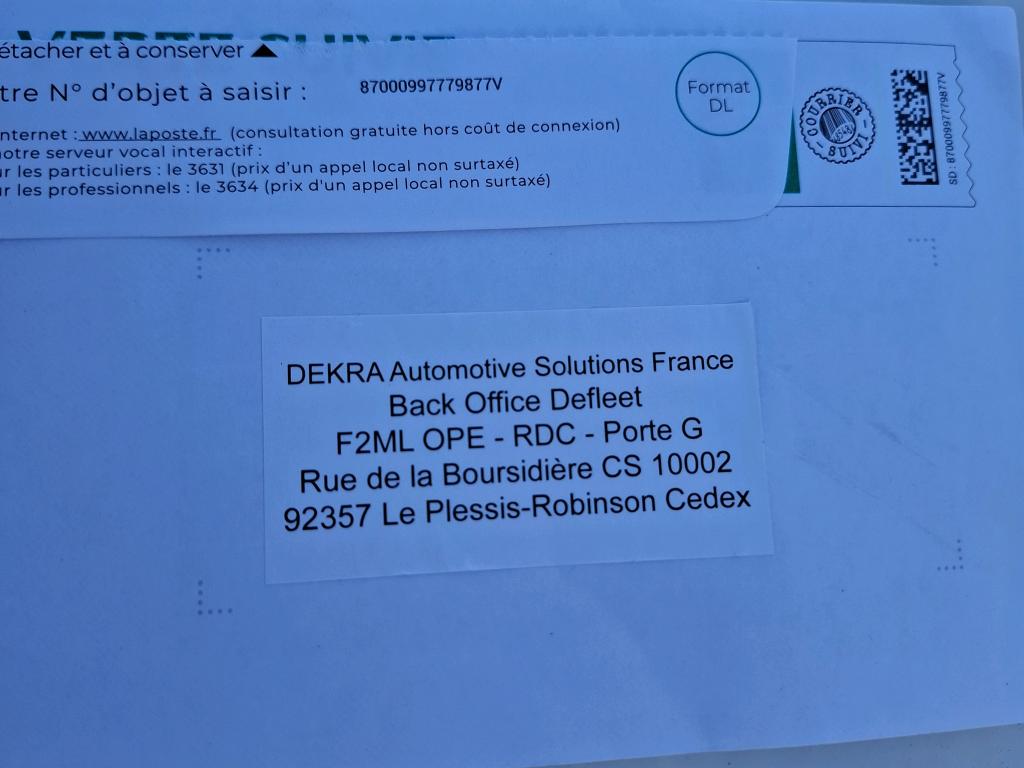 étacher et à conserver
tre N° d'objet à saisir : 87000997779877V
Format
DL
nternet : www.laposte.fr (consultation gratuite hors coût de connexion)
notre serveur vocal interactif :
ur les particuliers : le 3631 (prix d'un appel local non surtaxé)
ur les professionnels : le 3634 (prix d'un appel local non surtaxé)
COURRIER
SUIVI
SD : 87000997779877V
DEKRA Automotive Solutions France
Back Office Defleet
F2ML OPE - RDC - Porte G
Rue de la Boursidière CS 10002
92357 Le Plessis-Robinson Cedex